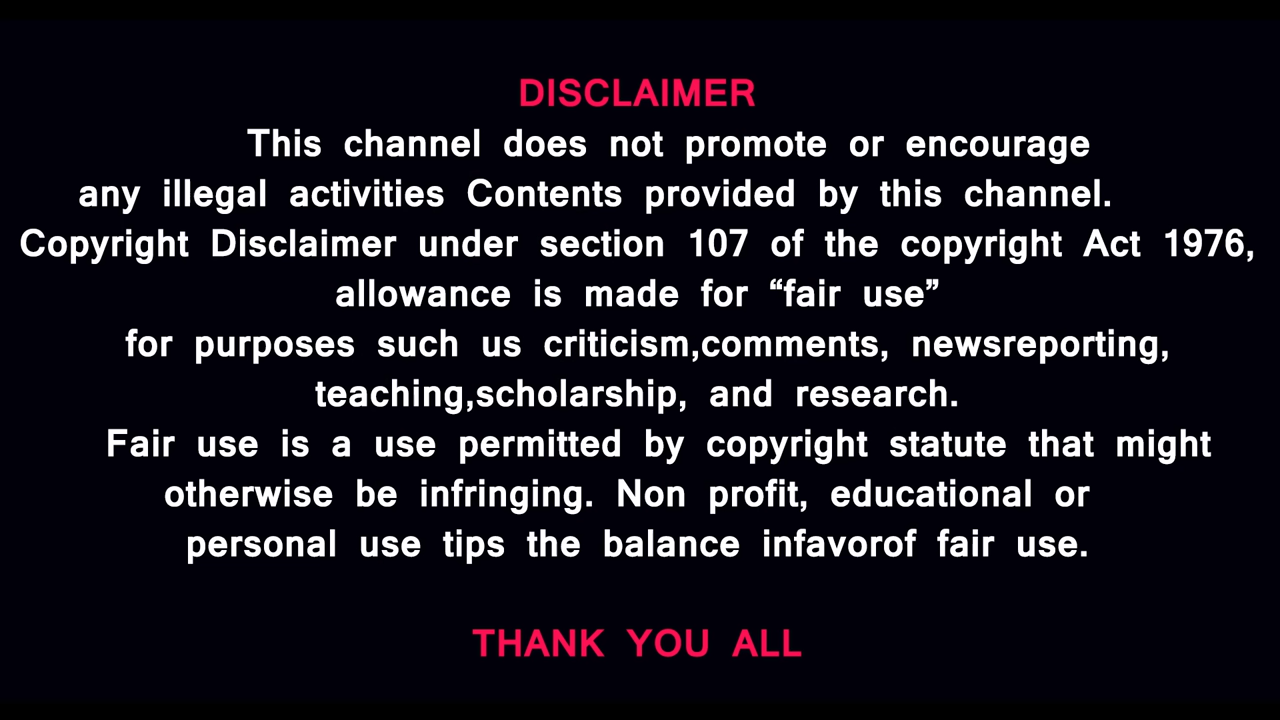 DISCLAIMER
This channel does not promote or encourage
any illegal activities Contents provided by this channel.
Copyright Disclaimer under section 107 of the copyright Act 1976,
allowance is made for “fair use”
for purposes such us criticism,comments, newsreporting,
teaching,scholarship, and research.
Fair use is a use permitted by copyright statute that might
otherwise be infringing. Non profit, educational or
personal use tips the balance infavorof fair use.
THANK YOU ALL